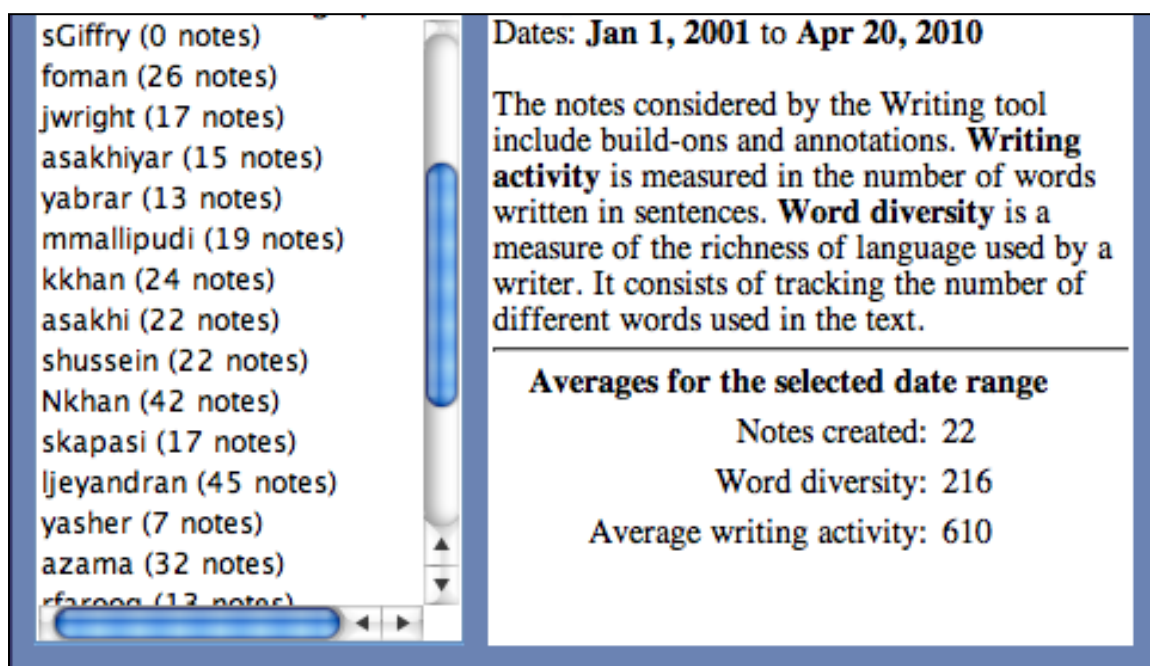 sGiffry (0 notes)
foman (26 notes)
jwright (17 notes)
asakhiyar (15 notes)
yabrar (13 notes)
mmallipudi (19 notes)
kkhan (24 notes)
asakhi (22 notes)
shussein (22 notes)
Nkhan (42 notes)
skapasi (17 notes)
ljeyandran (45 notes)
yasher (7 notes)
azama (32 notes)
rfarooq (13 notes)
Dates: Jan 1, 2001 to Apr 20, 2010
The notes considered by the Writing tool
include build-ons and annotations. Writing
activity is measured in the number of words
written in sentences. Word diversity is a
measure of the richness of language used by a
writer. It consists of tracking the number of
different words used in the text.
Averages for the selected date range
Notes created: 22
Word diversity: 216
Average writing activity: 610